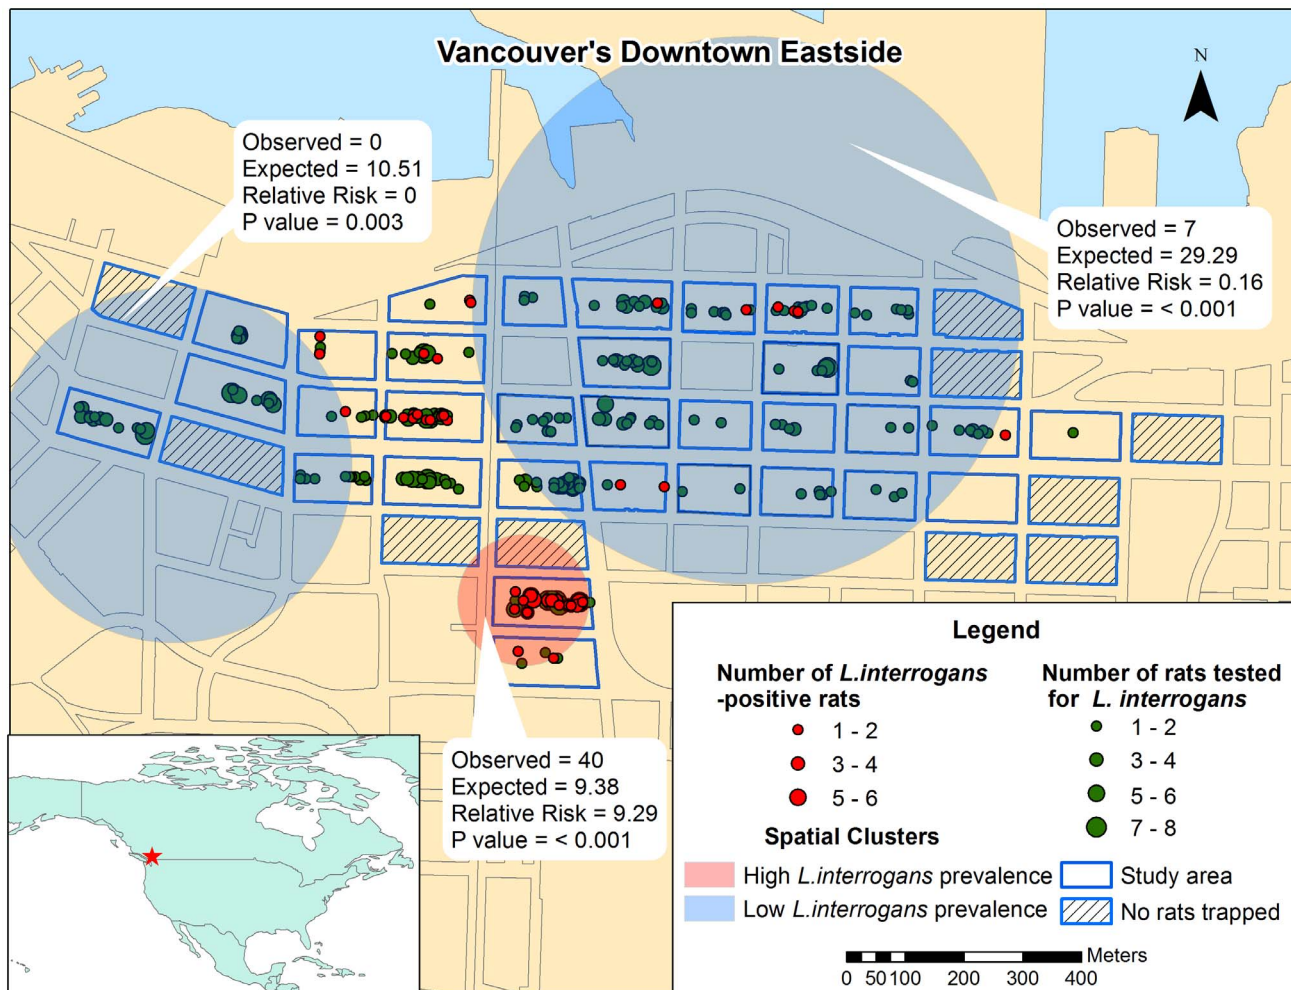 Vancouver's Downtown Eastside
N
Observed = 0
Expected = 10.51
Relative Risk = 0
P value = 0.003
Observed = 7
Expected = 29.29
Relative Risk = 0.16
P value = < 0.001
Observed = 40
Expected = 9.38
Relative Risk = 9.29
P value = < 0.001
Legend
Number of L.interrogans
-positive rats
1 - 2
3 - 4
5 - 6
Number of rats tested
for L. interrogans
1 - 2
3 - 4
5 - 6
7 - 8
Spatial Clusters
High L.interrogans prevalence
Low L.interrogans prevalence
Study area
No rats trapped
Meters
0 50 100 200 300 400